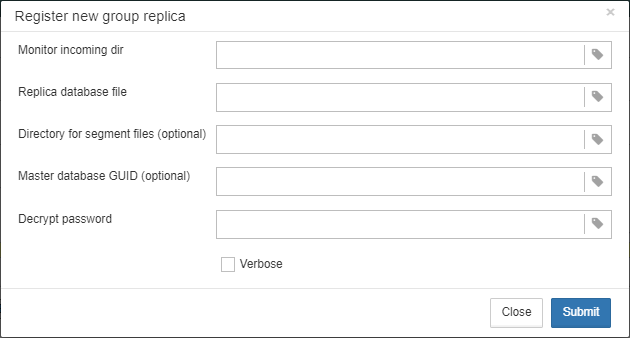 Register new group replica
×
Monitor incoming dir
Replica database file
Directory for segment files (optional)
Master database GUID (optional)
Decrypt password
Verbose
Close
Submit